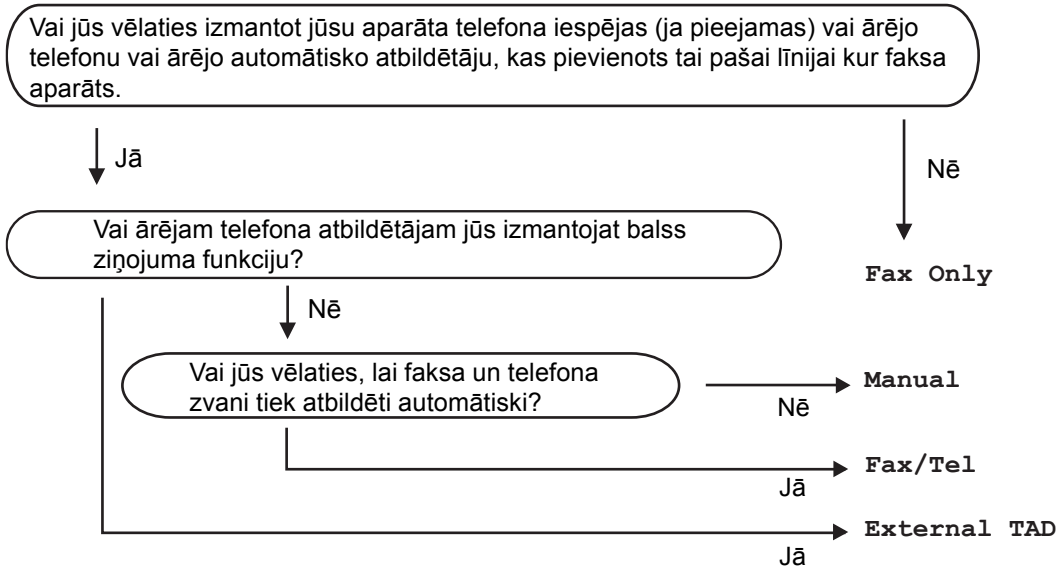 Vai jūs vēlaties izmantot jūsu aparāta telefona iespējas (ja pieejamas) vai ārējo
telefonu vai ārējo automātisko atbildētāju, kas pievienots tai pašai līnijai kur faksa
aparāts.
Jā
Nē
Vai ārējam telefona atbildētājam jūs izmantojat balss
ziņojuma funkciju?
Fax Only
Nē
Vai jūs vēlaties, lai faksa un telefona
zvani tiek atbildēti automātiski?
Manual
Nē
Fax/Tel
Jā
External TAD
Jā